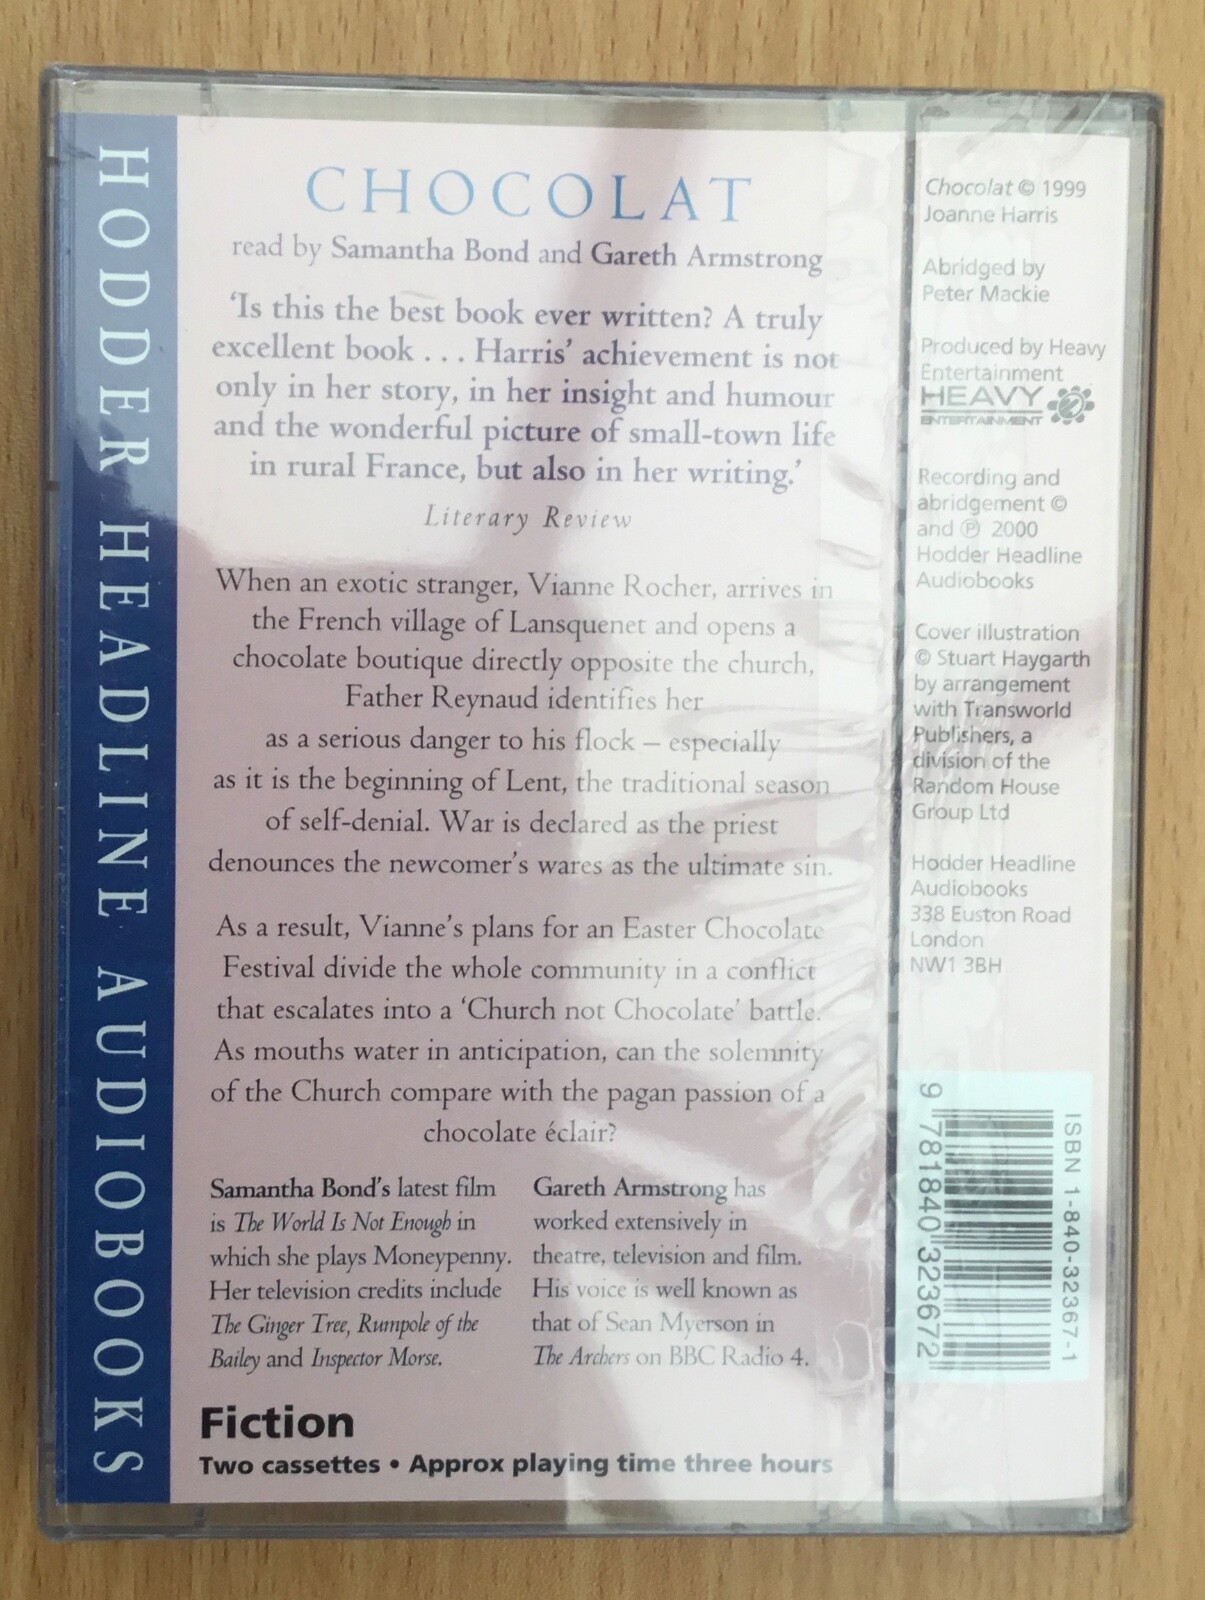 HODDER HEADLINE AUDIOBOOKS
CHOCOLAT
read by Samantha Bond and Gareth Armstrong
‘Is this the best book ever written? A truly
excellent book . . . Harris’ achievement is not
only in her story, in her insight and humour
and the wonderful picture of small-town life
in rural France, but also in her writing.’
Literary Review
When an exotic stranger, Vianne Rocher, arrives in
the French village of Lansquenet and opens a
chocolate boutique directly opposite the church,
Father Reynaud identifies her
as a serious danger to his flock – especially
as it is the beginning of Lent, the traditional season
of self-denial. War is declared as the priest
denounces the newcomer’s wares as the ultimate sin.
As a result, Vianne’s plans for an Easter Chocolate
Festival divide the whole community in a conflict
that escalates into a ‘Church not Chocolate’ battle.
As mouths water in anticipation, can the solemnity
of the Church compare with the pagan passion of a
chocolate éclair?
Samantha Bond’s latest film
is The World Is Not Enough in
which she plays Moneypenny.
Her television credits include
The Ginger Tree, Rumpole of the
Bailey and Inspector Morse.
Gareth Armstrong has
worked extensively in
theatre, television and film.
His voice is well known as
that of Sean Myerson in
The Archers on BBC Radio 4.
Fiction
Two cassettes • Approx playing time three hours
Chocolat © 1999
Joanne Harris
Abridged by
Peter Mackie
Produced by Heavy
Entertainment
HEAVY
ENTERTAINMENT
Recording and
abridgement ©
and ℗ 2000
Hodder Headline
Audiobooks
Cover illustration
© Stuart Haygarth
by arrangement
with Transworld
Publishers, a
division of the
Random House
Group Ltd
Hodder Headline
Audiobooks
338 Euston Road
London
NW1 3BH
ISBN 1-840-32367-1
9 781840 323672